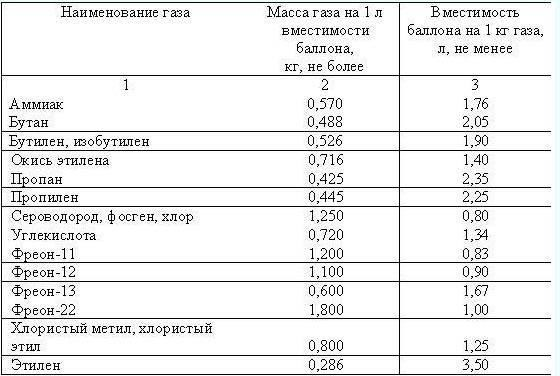 Наименование газа Масса газа на 1 л Вместимость
вместимости баллона на 1 кг газа,
баллона, л, не менее
кг, не более
1 2 3
Аммиак 0,570 1,76
Бутан 0,488 2,05
Бутилен, изобутилен 0,526 1,90
Окись этилена 0,716 1,40
Пропан 0,425 2,35
Пропилен 0,445 2,25
Сероводород, фосген, хлор 1,250 0,80
Углекислота 0,720 1,34
Фреон-11 1,200 0,83
Фреон-12 1,100 0,90
Фреон-13 0,600 1,67
Фреон-22 1,800 1,00
Хлористый метил, хлористый
этил 0,800 1,25
Этилен 0,286 3,50